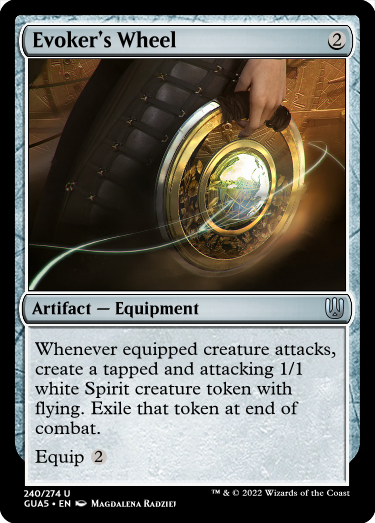 Evoker's Wheel 2
Artifact — Equipment
Whenever equipped creature attacks,
create a tapped and attacking 1/1
white Spirit creature token with
flying. Exile that token at end of
combat.
Equip 2
240/274 U
GUA5 • EN Magdalena Radziej
™ & © 2022 Wizards of the Coast